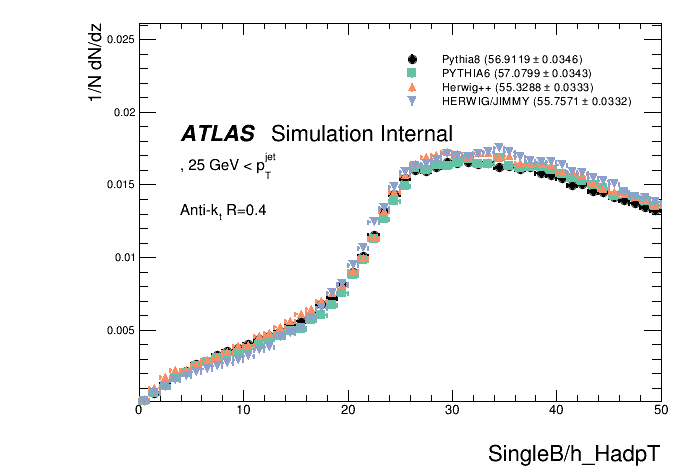 1/N dN/dz
0.025
0.02
0.015
0.01
0.005
Pythia8 (56.9119 ± 0.0346)
PYTHIA6 (57.0799 ± 0.0343)
Herwig++ (55.3288 ± 0.0333)
HERWIG/JIMMY (55.7571 ± 0.0332)
ATLAS Simulation Internal
, 25 GeV < p_T^jet
Anti-k_t R=0.4
0 10 20 30 40 50
SingleB/h_HadpT